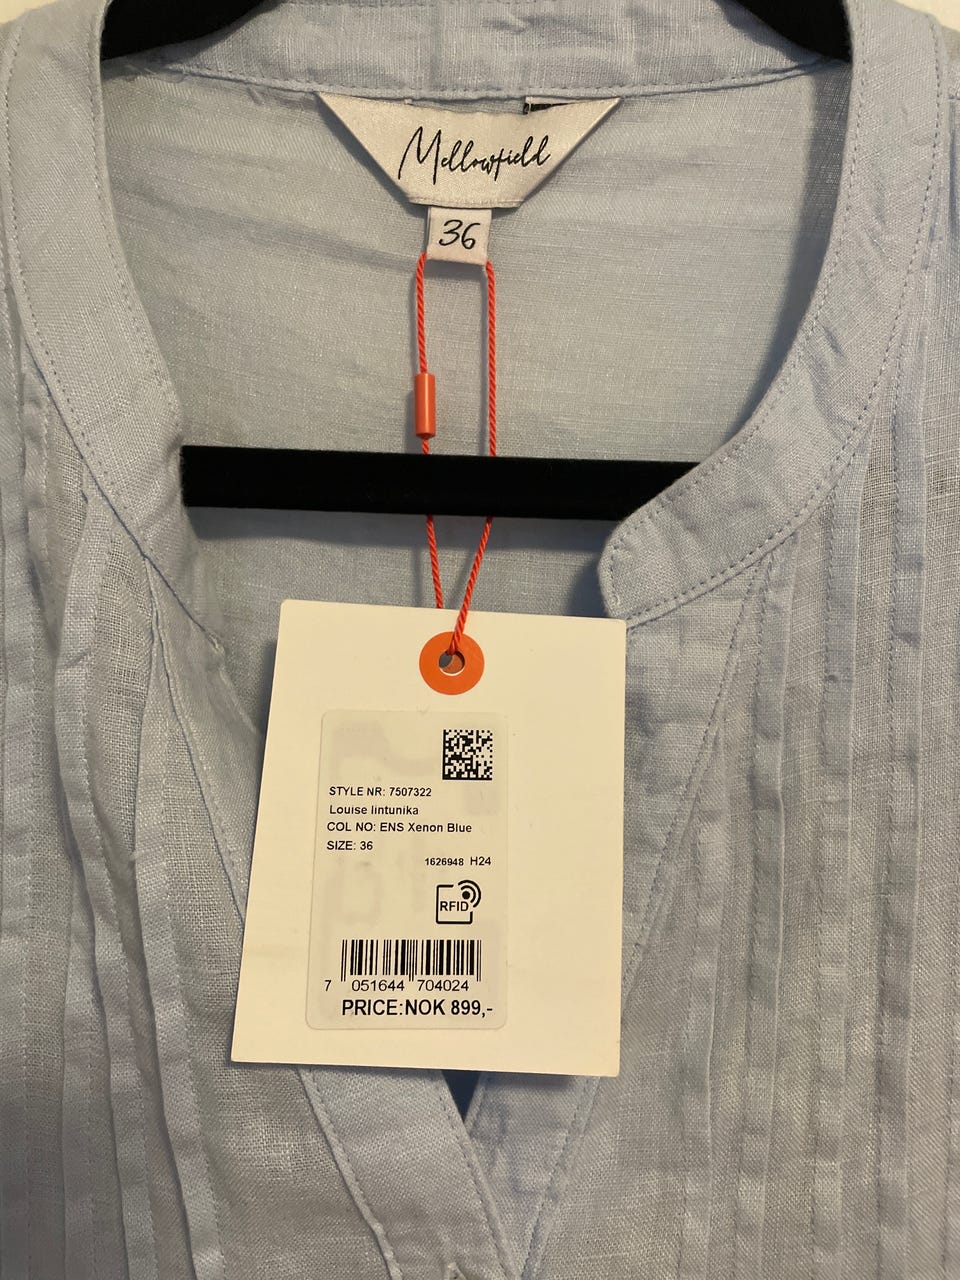 Mellowfield
36
STYLE NR: 7507322
Louise lintunika
COL NO: ENS Xenon Blue
SIZE: 36
1626948 H24
RFID
7 051644 704024
PRICE:NOK 899,-